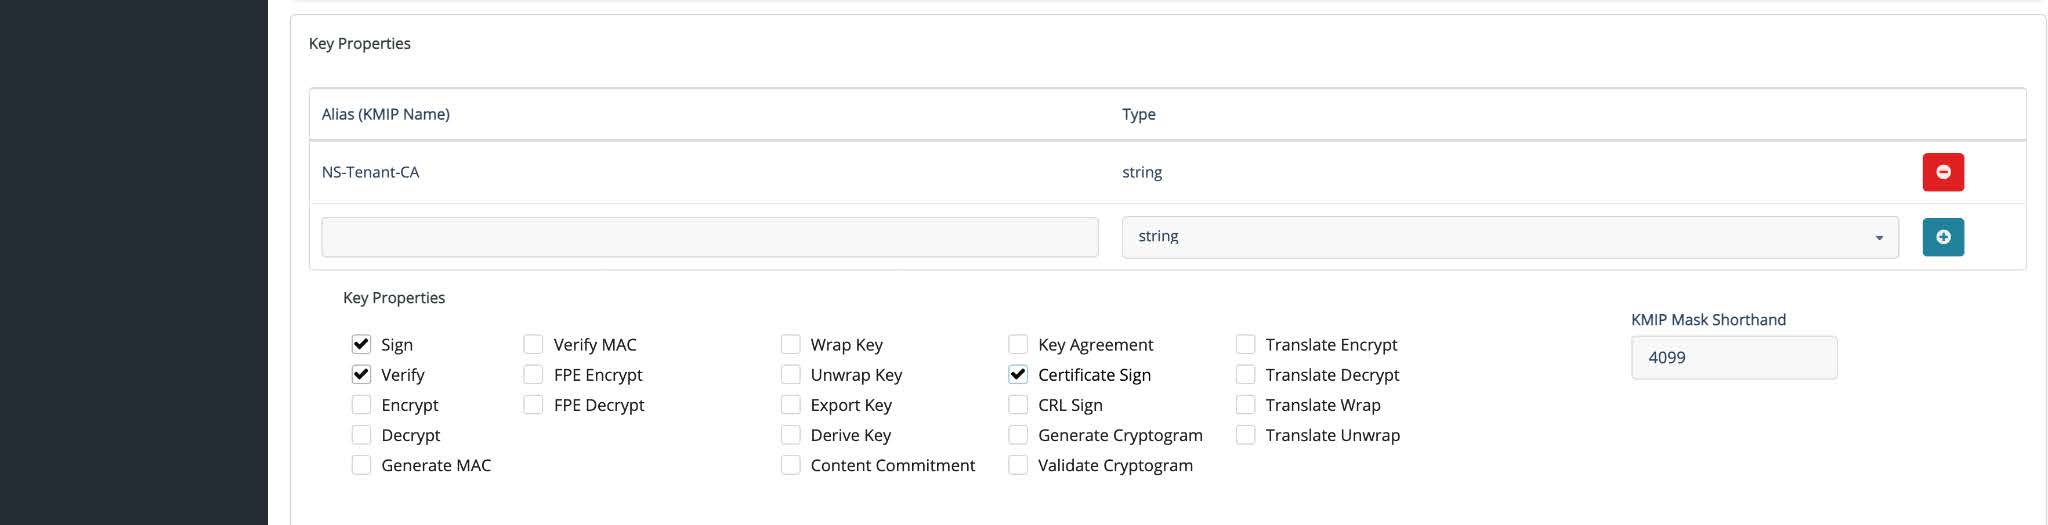 Key Properties
Alias (KMIP Name) Type
NS-Tenant-CA string
string
Key Properties
KMIP Mask Shorthand
4099
Sign Verify MAC Wrap Key Key Agreement Translate Encrypt
Verify FPE Encrypt Unwrap Key Certificate Sign Translate Decrypt
Encrypt FPE Decrypt Export Key CRL Sign Translate Wrap
Decrypt Derive Key Generate Cryptogram Translate Unwrap
Generate MAC Content Commitment Validate Cryptogram